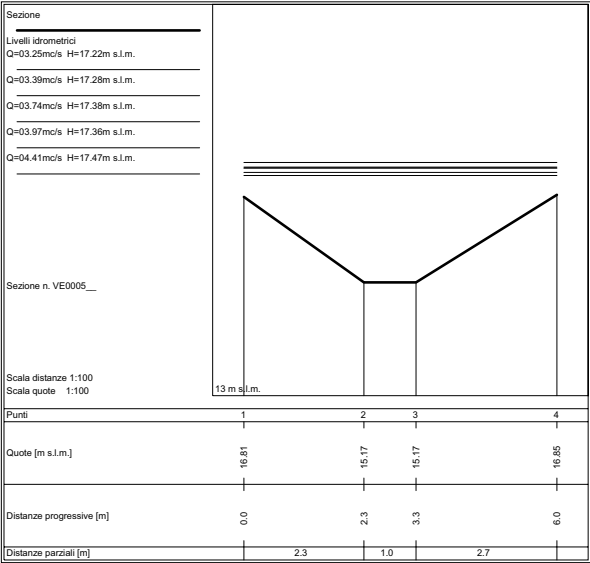 Sezione
Livelli idrometrici
Q=03.25mc/s H=17.22m s.l.m.
Q=03.39mc/s H=17.28m s.l.m.
Q=03.74mc/s H=17.38m s.l.m.
Q=03.97mc/s H=17.36m s.l.m.
Q=04.41mc/s H=17.47m s.l.m.
Sezione n. VE0005__
Scala distanze 1:100
Scala quote 1:100
13 m s.l.m.
Punti 1 2 3 4
Quote [m s.l.m.] 16.81 15.17 15.17 16.85
Distanze progressive [m] 0.0 2.3 3.3 6.0
Distanze parziali [m] 2.3 1.0 2.7